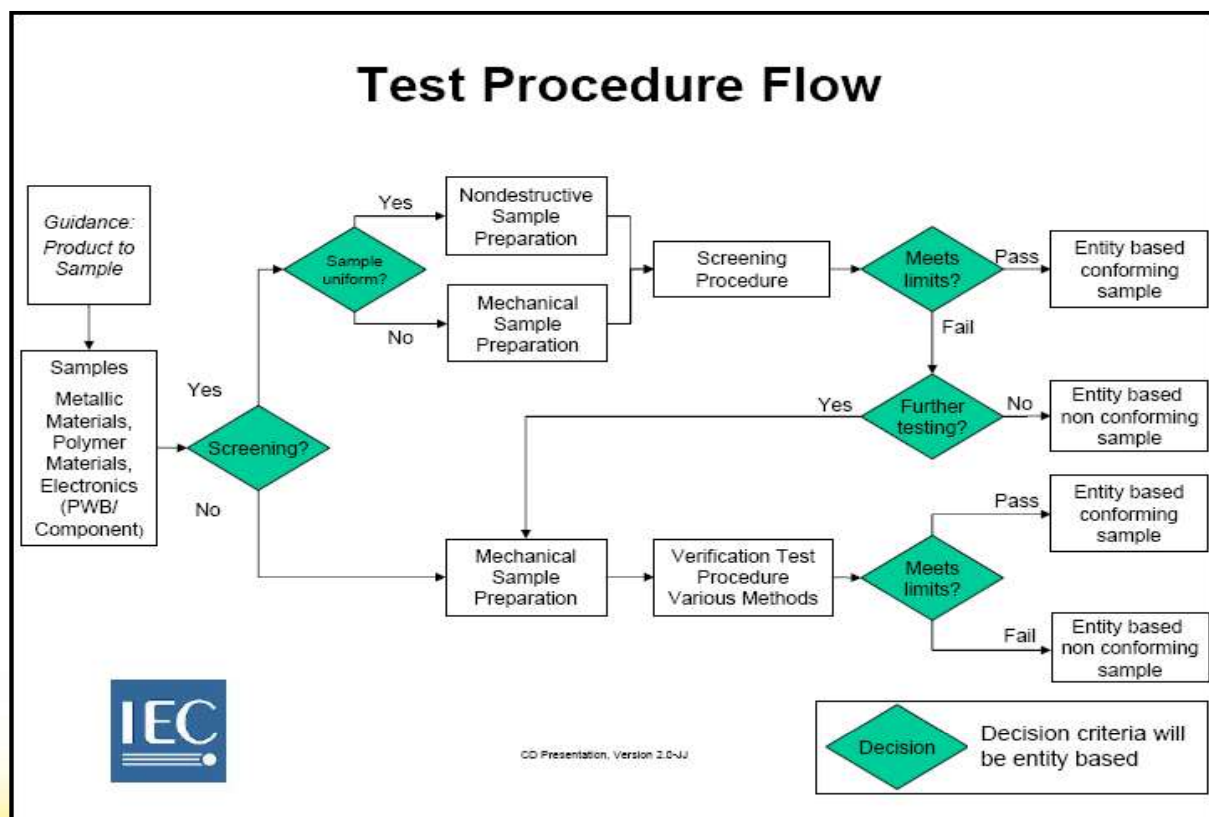 Test Procedure Flow
Guidance:
Product to
Sample
Samples
Metallic
Materials,
Polymer
Materials,
Electronics
(PWB/
Component)
Screening?
Yes
No
Sample
uniform?
Yes
No
Nondestructive
Sample
Preparation
Mechanical
Sample
Preparation
Screening
Procedure
Meets
limits?
Pass
Fail
Entity based
conforming
sample
Further
testing?
Yes
No
Entity based
non conforming
sample
Mechanical
Sample
Preparation
Verification Test
Procedure
Various Methods
Meets
limits?
Pass
Fail
Entity based
conforming
sample
Entity based
non conforming
sample
IEC
CD Presentation, Version 2.0-JJ
Decision
Decision criteria will
be entity based